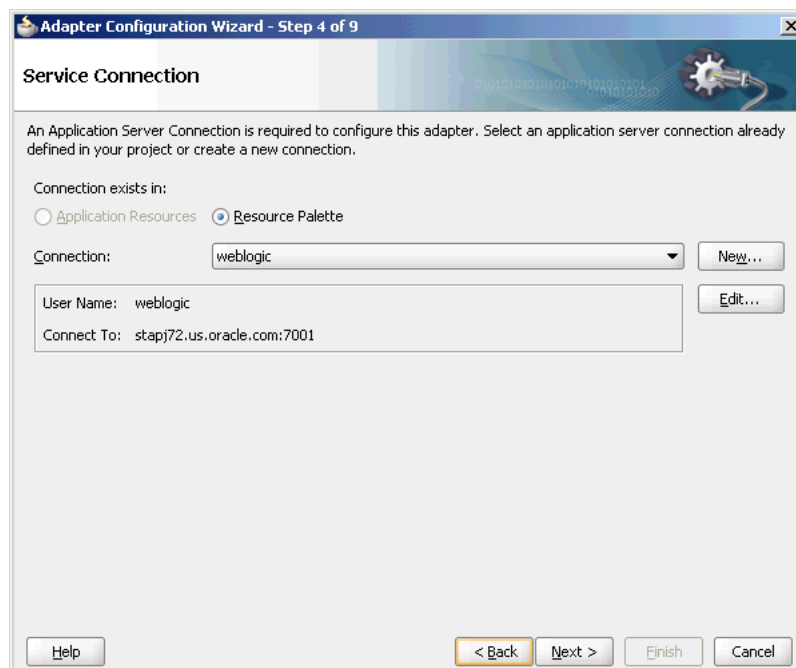 Adapter Configuration Wizard - Step 4 of 9
Service Connection
An Application Server Connection is required to configure this adapter. Select an application server connection already
defined in your project or create a new connection.
Connection exists in:
Application Resources Resource Palette
Connection: weblogic New...
User Name: weblogic Edit...
Connect To: stapj72.us.oracle.com:7001
Help < Back Next > Finish Cancel